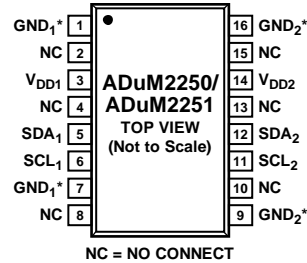 GND1* 1 16 GND2*
NC 2 15 NC
VDD1 3 ADuM2250/ 14 VDD2
NC 4 ADuM2251 13 NC
SDA1 5 TOP VIEW 12 SDA2
SCL1 6 (Not to Scale) 11 SCL2
GND1* 7 10 NC
NC 8 9 GND2*
NC = NO CONNECT